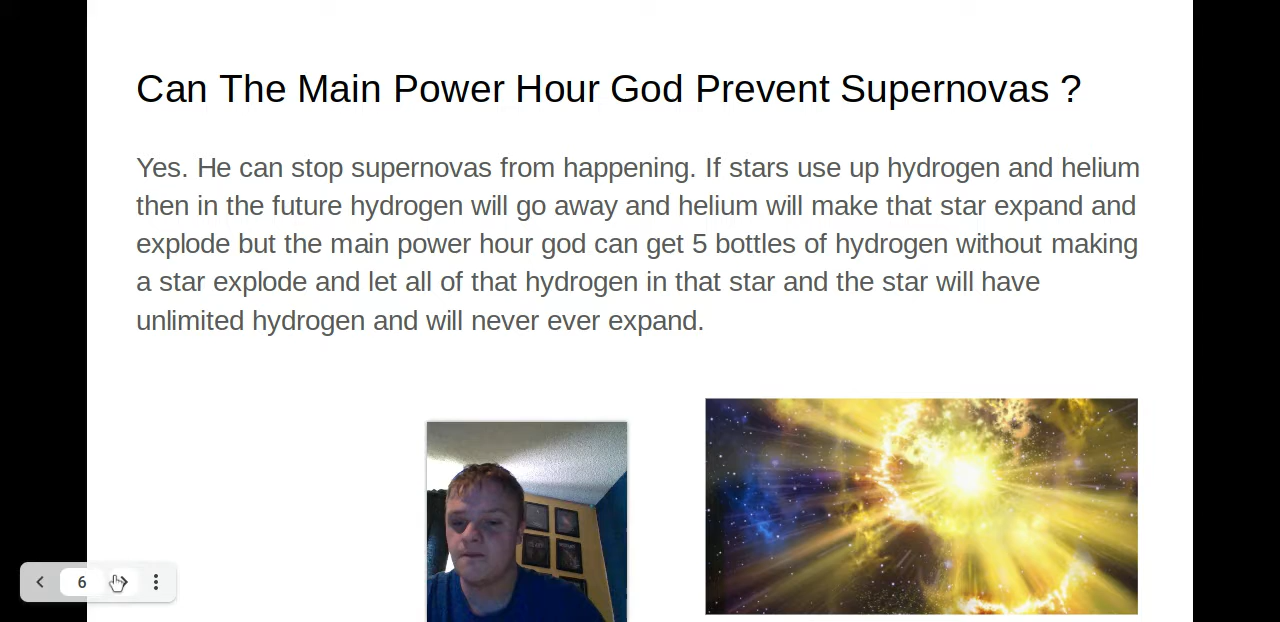 Can The Main Power Hour God Prevent Supernovas ?
Yes. He can stop supernovas from happening. If stars use up hydrogen and helium
then in the future hydrogen will go away and helium will make that star expand and
explode but the main power hour god can get 5 bottles of hydrogen without making
a star explode and let all of that hydrogen in that star and the star will have
unlimited hydrogen and will never ever expand.
6